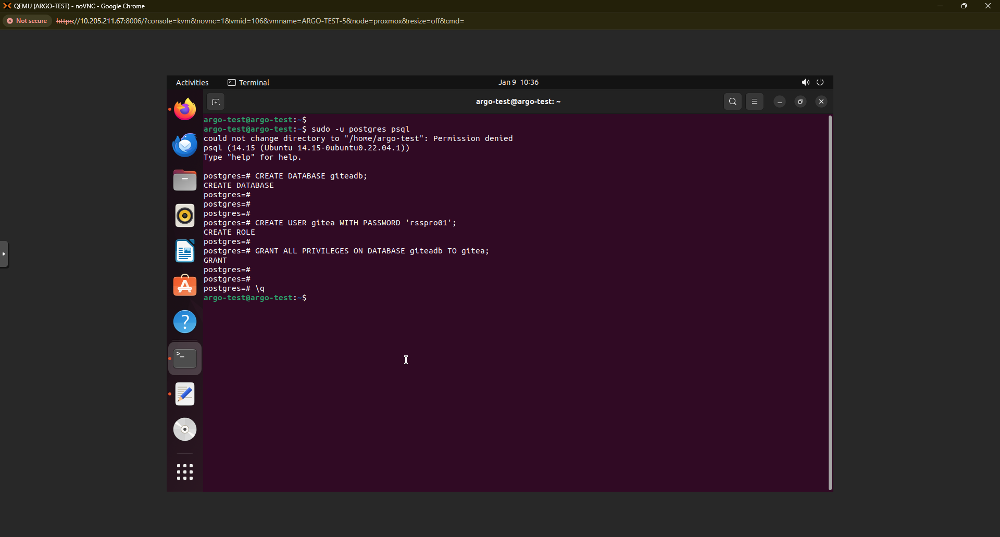 QEMU (ARGO-TEST) - noVNC - Google Chrome
Not secure https://10.205.211.67:8006/?console=kvm&novnc=1&vmid=106&vmname=ARGO-TEST-5&node=proxmox&resize=off&cmd=
Activities Terminal Jan 9 10:36
argo-test@argo-test: ~
argo-test@argo-test:~$
argo-test@argo-test:~$ sudo -u postgres psql
could not change directory to "/home/argo-test": Permission denied
psql (14.15 (Ubuntu 14.15-0ubuntu0.22.04.1))
Type "help" for help.
postgres=# CREATE DATABASE giteadb;
CREATE DATABASE
postgres=#
postgres=#
postgres=#
postgres=# CREATE USER gitea WITH PASSWORD 'rsspro01';
CREATE ROLE
postgres=#
postgres=# GRANT ALL PRIVILEGES ON DATABASE giteadb TO gitea;
GRANT
postgres=#
postgres=#
postgres=# \q
argo-test@argo-test:~$